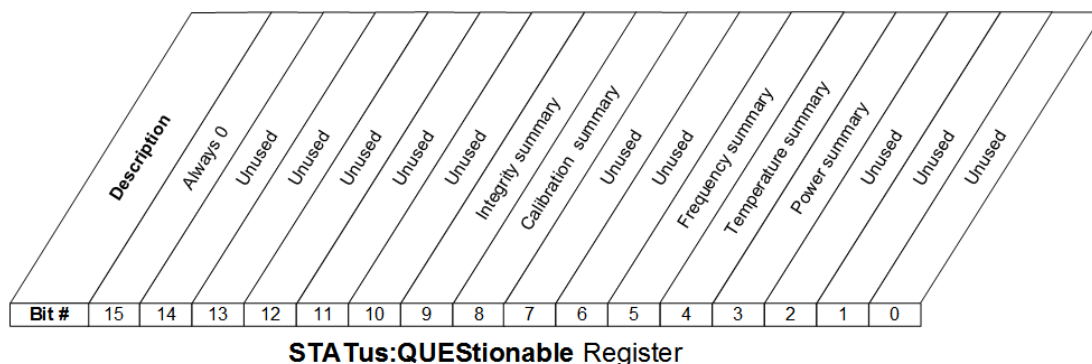 Description
Always 0
Unused
Unused
Unused
Unused
Unused
Integrity summary
Calibration summary
Unused
Unused
Frequency summary
Temperature summary
Power summary
Unused
Unused
Unused
Bit # 15 14 13 12 11 10 9 8 7 6 5 4 3 2 1 0
STATus:QUEStionable Register